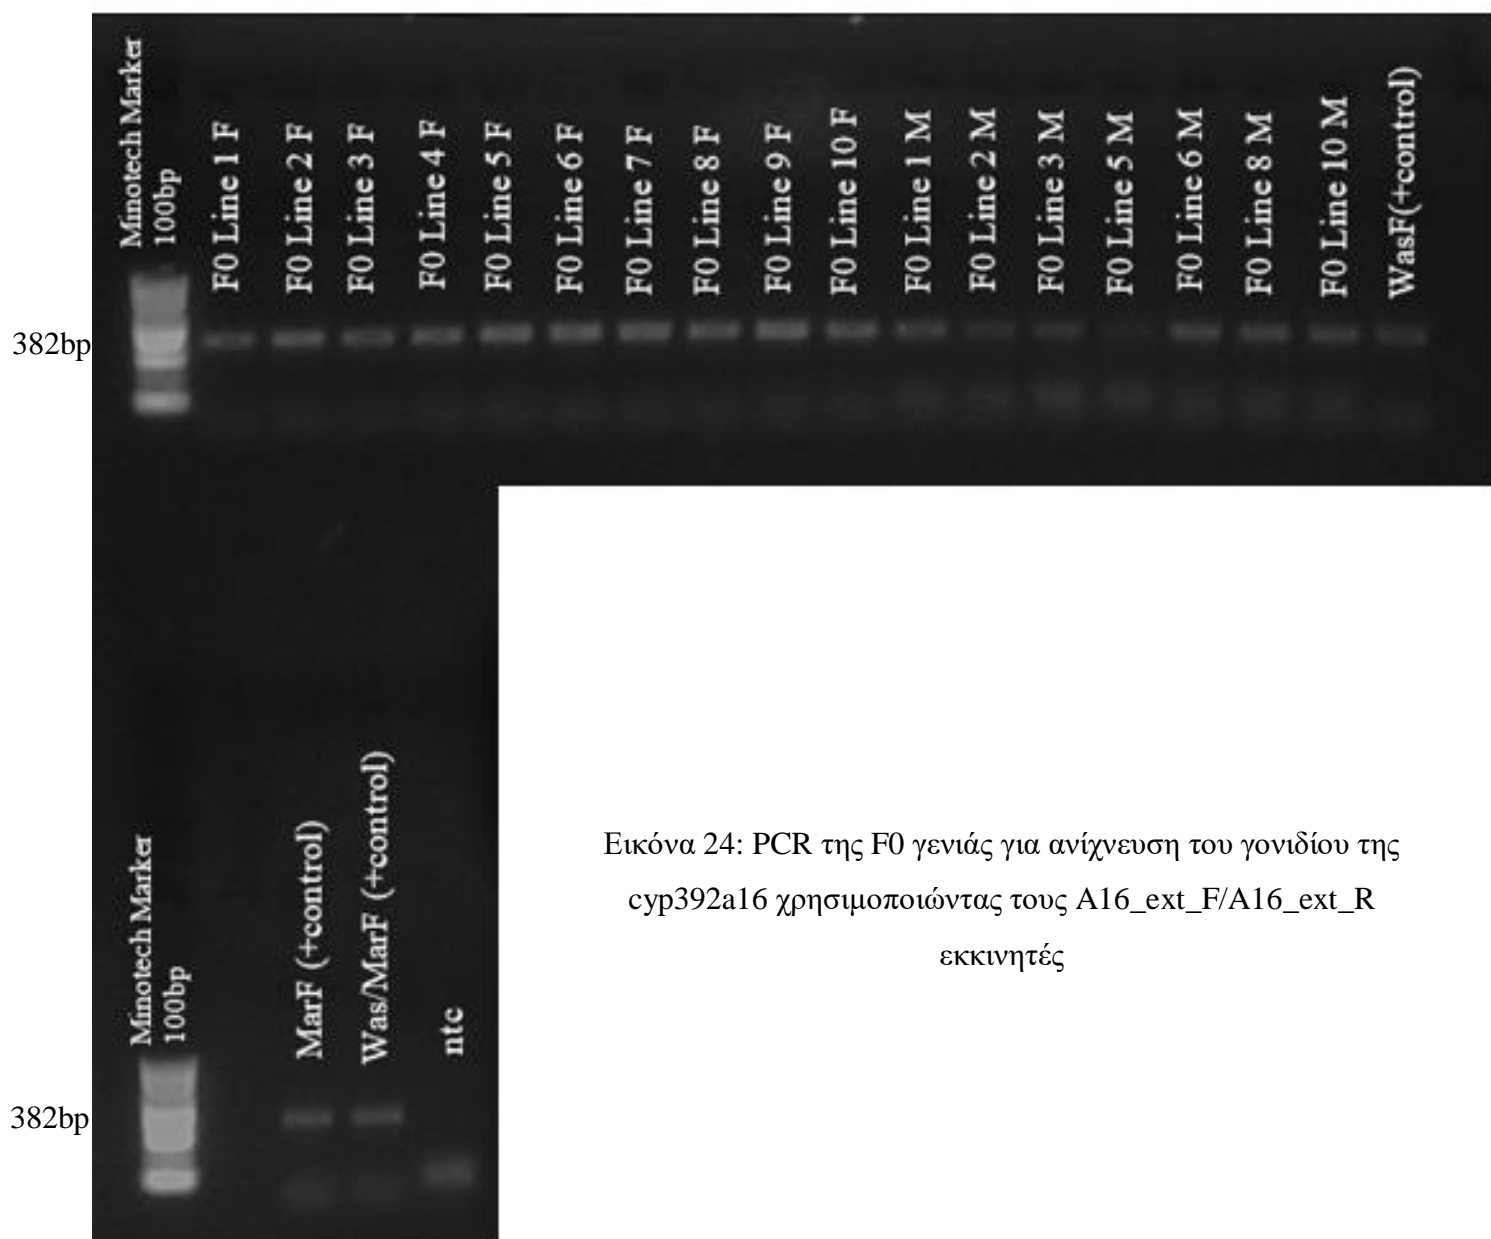 Minotech Marker
100bp
F0 Line 1 F
F0 Line 2 F
F0 Line 3 F
F0 Line 4 F
F0 Line 5 F
F0 Line 6 F
F0 Line 7 F
F0 Line 8 F
F0 Line 9 F
F0 Line 10 F
F0 Line 1 M
F0 Line 2 M
F0 Line 3 M
F0 Line 5 M
F0 Line 6 M
F0 Line 8 M
F0 Line 10 M
WasF(+control)
382bp
Minotech Marker
100bp
MarF (+control)
Was/MarF (+control)
ntc
382bp
Εικόνα 24: PCR της F0 γενιάς για ανίχνευση του γονιδίου της
cyp392a16 χρησιμοποιώντας τους A16_ext_F/A16_ext_R
εκκινητές